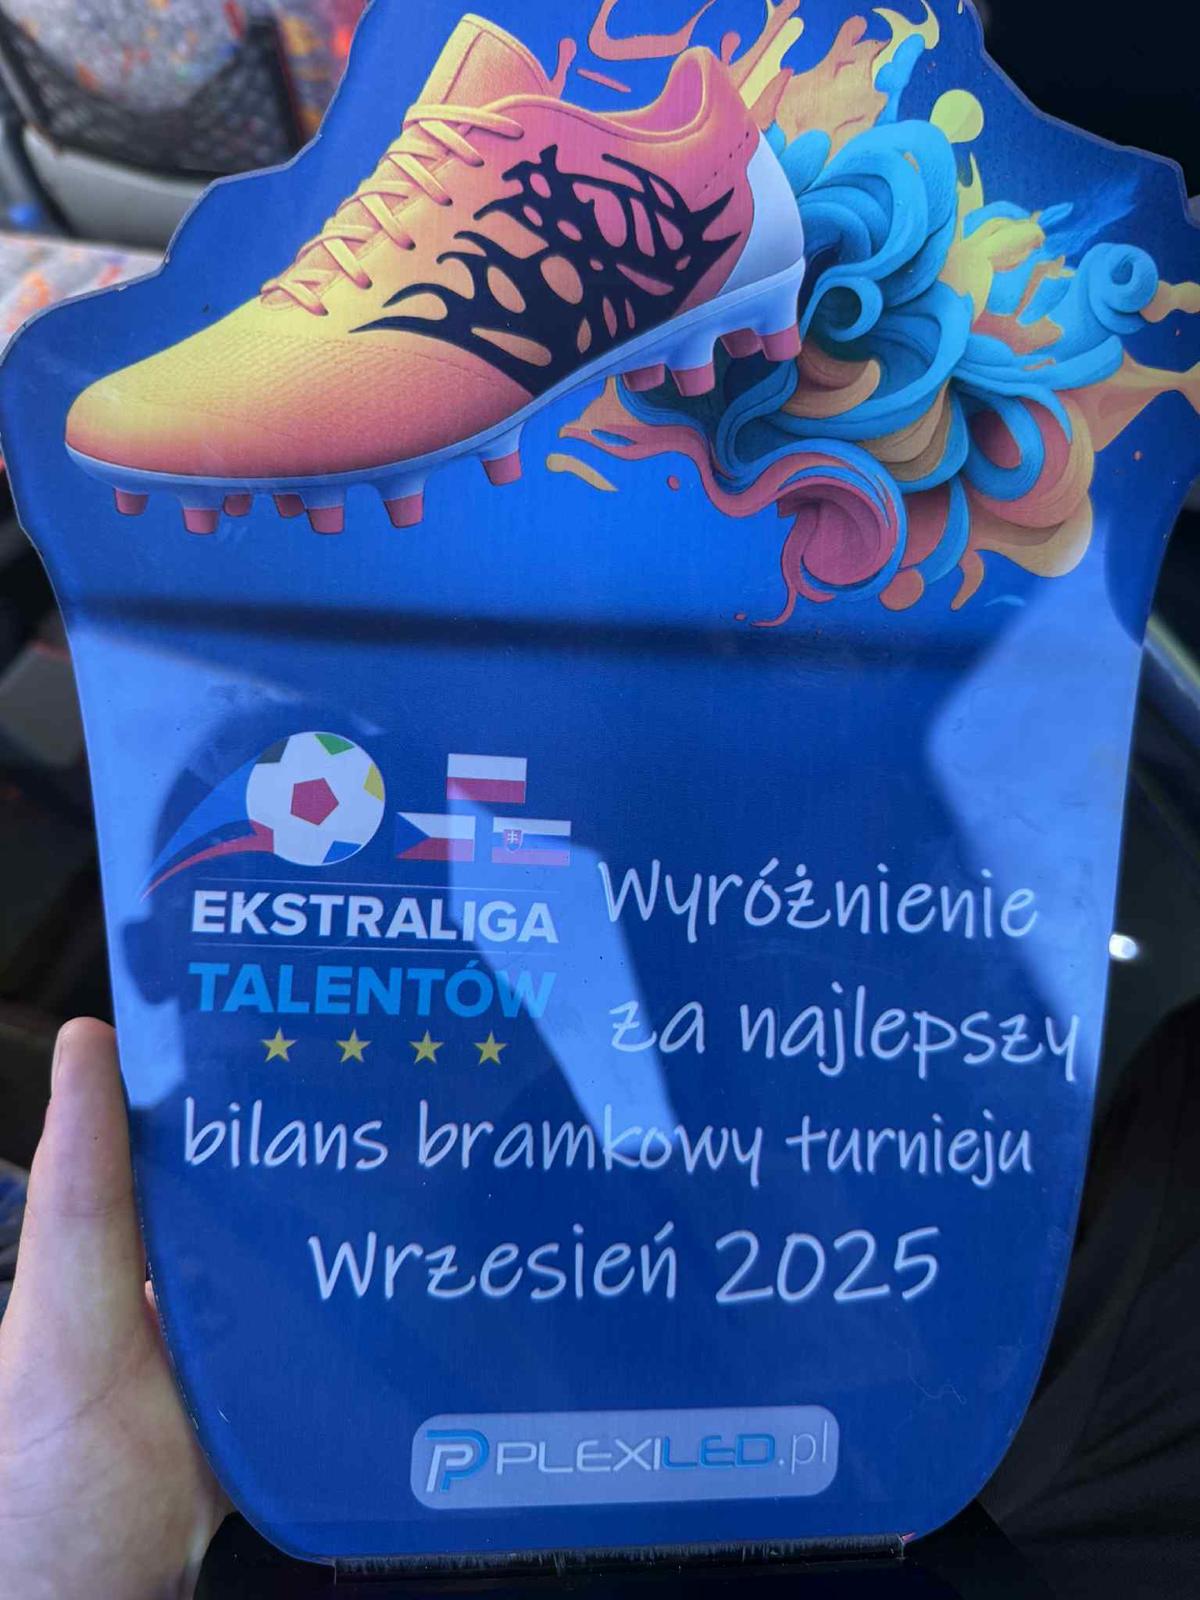 EKSTRALIGA
TALENTÓW
Wyróżnienie
za najlepszy
bilans bramkowy turnieju
Wrzesień 2025
PLEXILED.pl